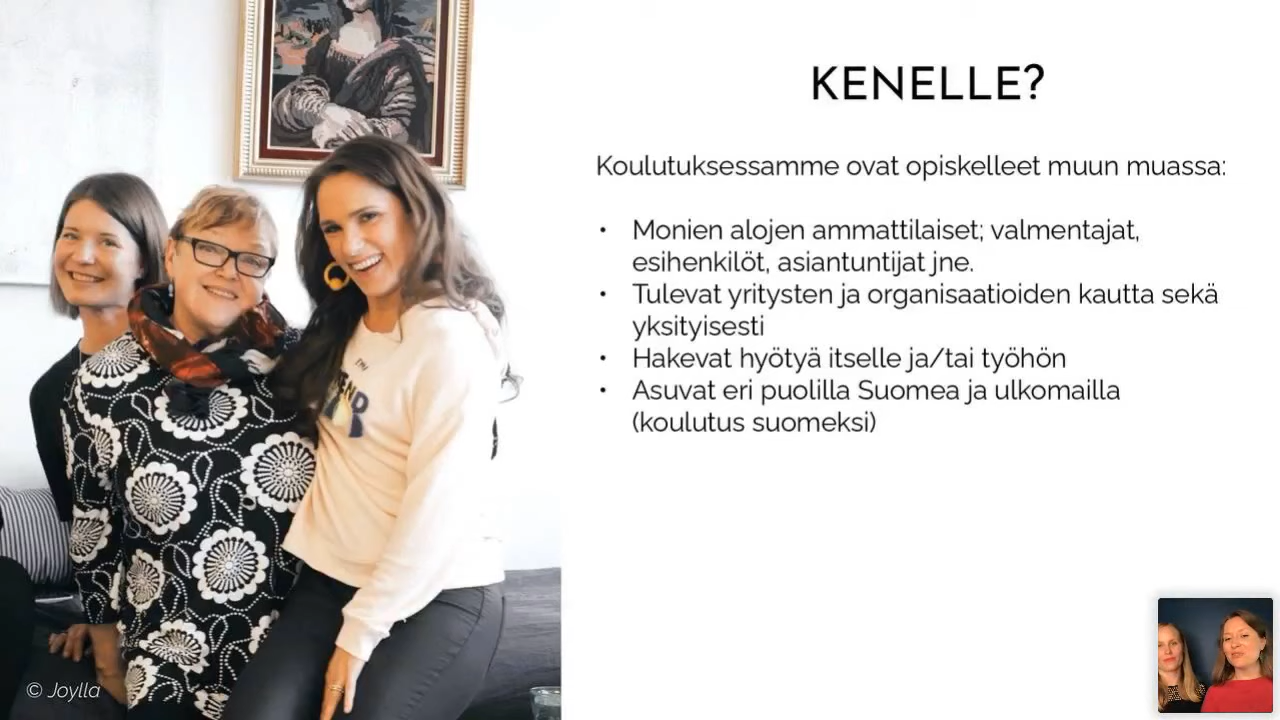 KENELLE?
Koulutuksessamme ovat opiskelleet muun muassa:
• Monien alojen ammattilaiset; valmentajat,
esihenkilöt, asiantuntijat jne.
• Tulevat yritysten ja organisaatioiden kautta sekä
yksityisesti
• Hakevat hyötyä itselle ja/tai työhön
• Asuvat eri puolilla Suomea ja ulkomailla
(koulutus suomeksi)
© Joylla